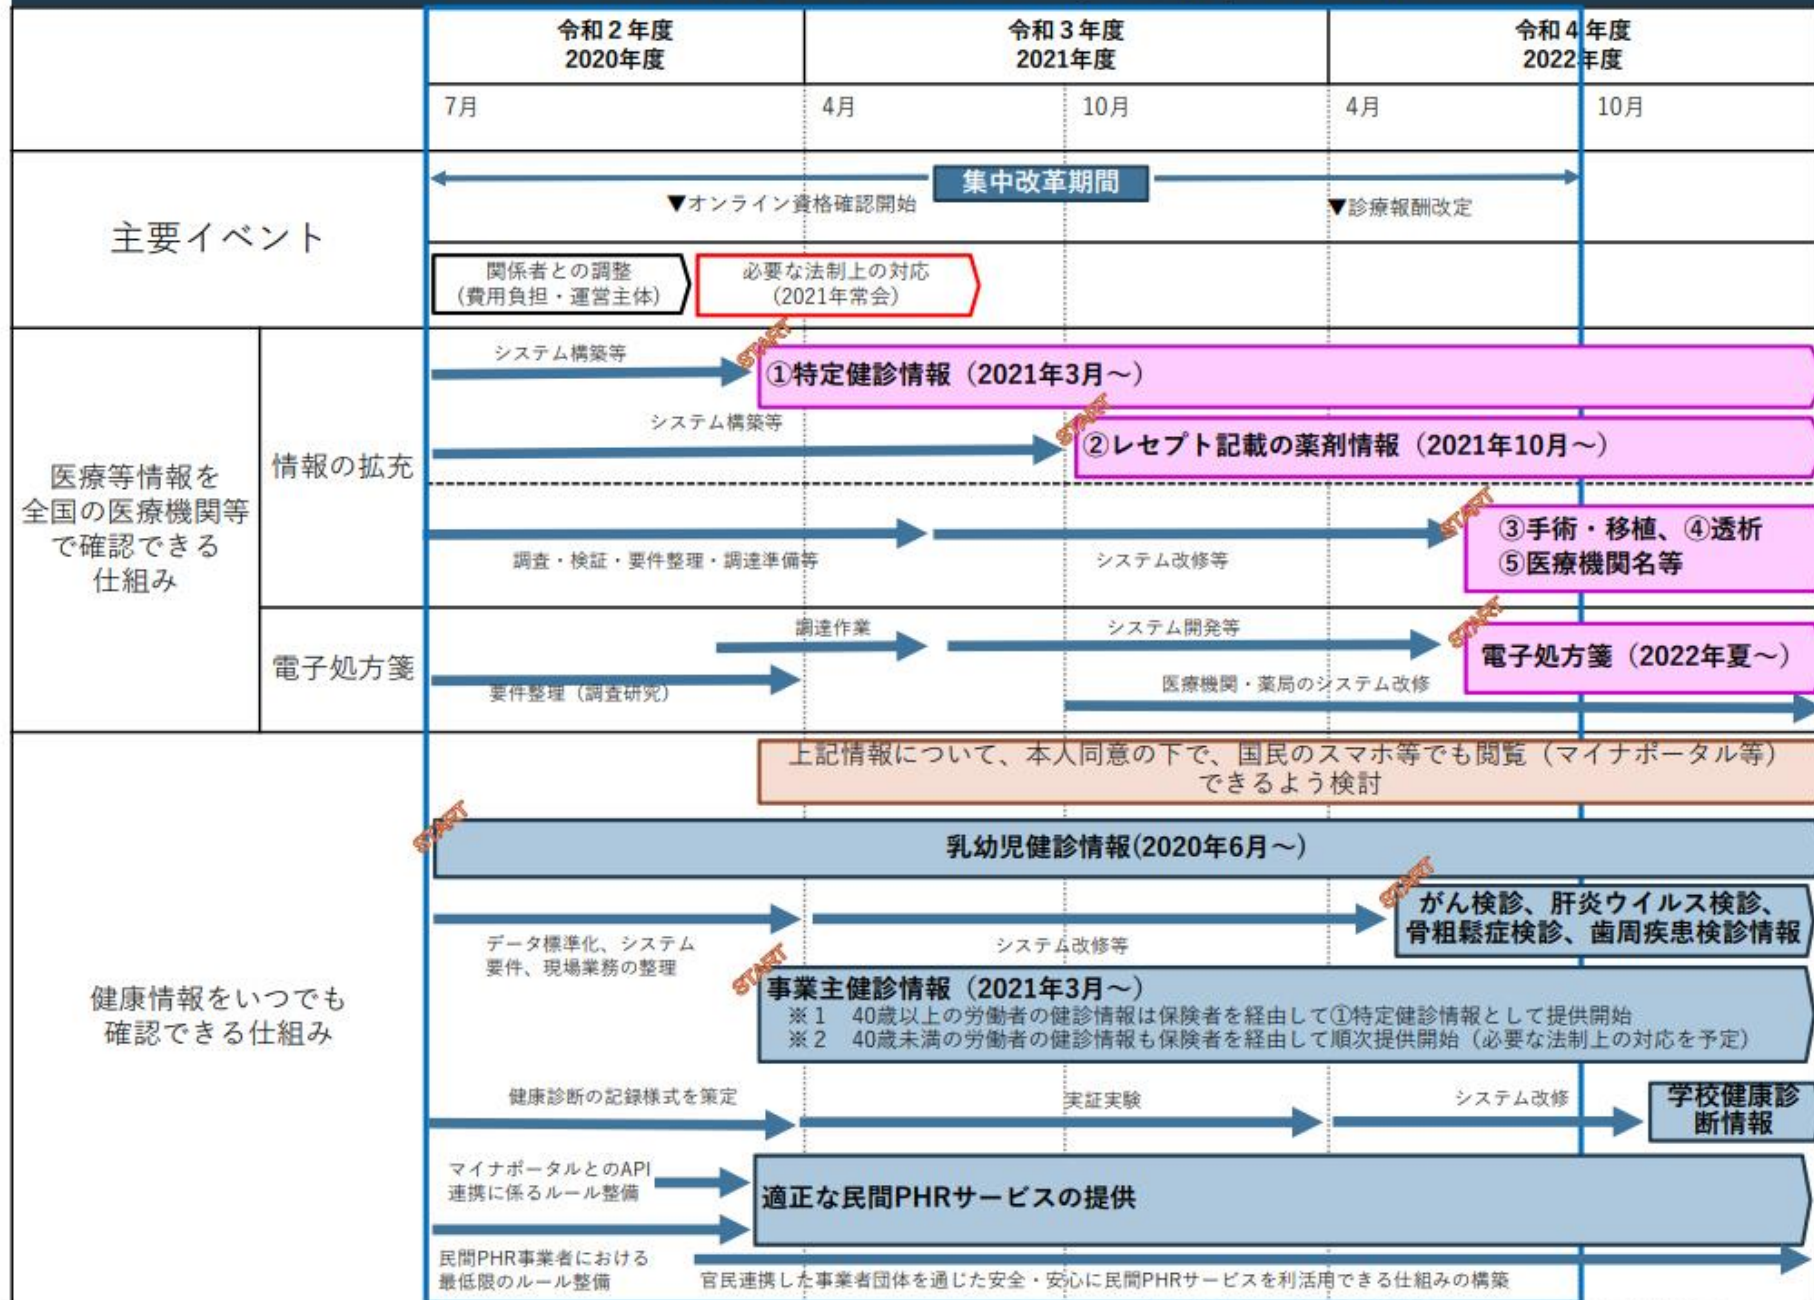 令和２年度
2020年度
令和３年度
2021年度
令和４年度
2022年度
7月
4月
10月
4月
10月
主要イベント
集中改革期間
▼オンライン資格確認開始
▼診療報酬改定
関係者との調整
（費用負担・運営主体）
必要な法制上の対応
（2021年常会）
医療等情報を
全国の医療機関等
で確認できる
仕組み
情報の拡充
システム構築等
START
①特定健診情報（2021年3月～）
システム構築等
START
②レセプト記載の薬剤情報（2021年10月～）
調査・検証・要件整理・調達準備等
システム改修等
START
③手術・移植、④透析
⑤医療機関名等
電子処方箋
調達作業
システム開発等
START
電子処方箋（2022年夏～）
要件整理（調査研究）
医療機関・薬局のシステム改修
健康情報をいつでも
確認できる仕組み
上記情報について、本人同意の下で、国民のスマホ等でも閲覧（マイナポータル等）
できるよう検討
START
乳幼児健診情報(2020年6月～)
データ標準化、システム
要件、現場業務の整理
システム改修等
START
がん検診、肝炎ウイルス検診、
骨粗鬆症検診、歯周疾患検診情報
START
事業主健診情報（2021年3月～）
※１　40歳以上の労働者の健診情報は保険者を経由して①特定健診情報として提供開始
※２　40歳未満の労働者の健診情報も保険者を経由して順次提供開始（必要な法制上の対応を予定）
健康診断の記録様式を策定
実証実験
システム改修
学校健康診
断情報
マイナポータルとのAPI
連携に係るルール整備
適正な民間PHRサービスの提供
民間PHR事業者における
最低限のルール整備
官民連携した事業者団体を通じた安全・安心に民間PHRサービスを利活用できる仕組みの構築